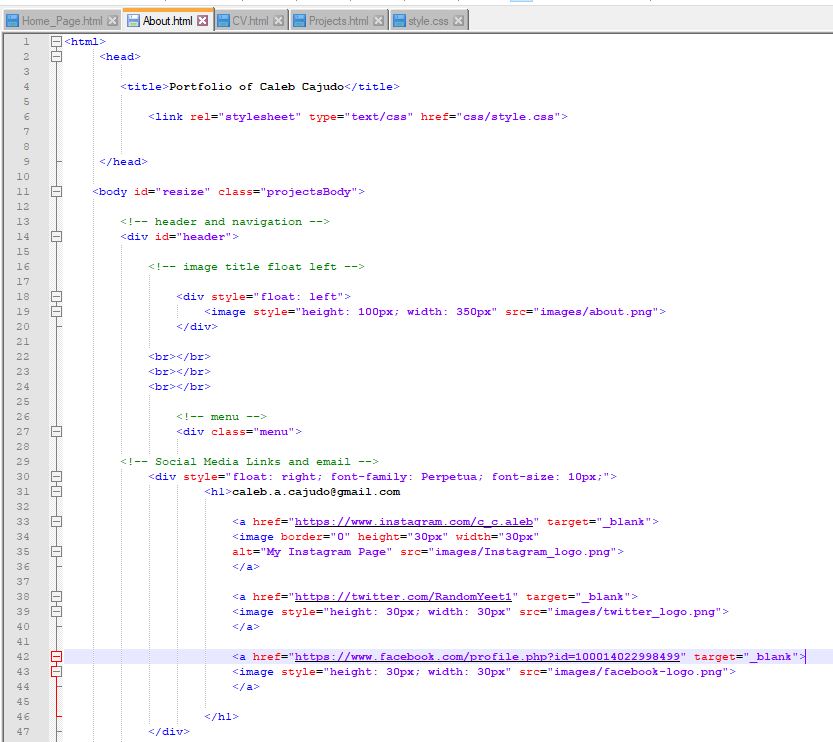 Home_Page.html About.html CV.html Projects.html style.css
1 <html>
2 <head>
3
4 <title>Portfolio of Caleb Cajudo</title>
5
6 <link rel="stylesheet" type="text/css" href="css/style.css">
7
8
9 </head>
10
11 <body id="resize" class="projectsBody">
12
13 <!-- header and navigation -->
14 <div id="header">
15
16 <!-- image title float left -->
17
18 <div style="float: left">
19 <image style="height: 100px; width: 350px" src="images/about.png">
20 </div>
21
22 <br></br>
23 <br></br>
24 <br></br>
25
26 <!-- menu -->
27 <div class="menu">
28
29 <!-- Social Media Links and email -->
30 <div style="float: right; font-family: Perpetua; font-size: 10px;">
31 <h1>caleb.a.cajudo@gmail.com
32
33 <a href="https://www.instagram.com/c_c.aleb" target="_blank">
34 <image border="0" height="30px" width="30px"
35 alt="My Instagram Page" src="images/Instagram_logo.png">
36 </a>
37
38 <a href="https://twitter.com/RandomYeet1" target="_blank">
39 <image style="height: 30px; width: 30px" src="images/twitter_logo.png">
40 </a>
41
42 <a href="https://www.facebook.com/profile.php?id=100014022998499" target="_blank">
43 <image style="height: 30px; width: 30px" src="images/facebook-logo.png">
44 </a>
45
46 </h1>
47 </div>